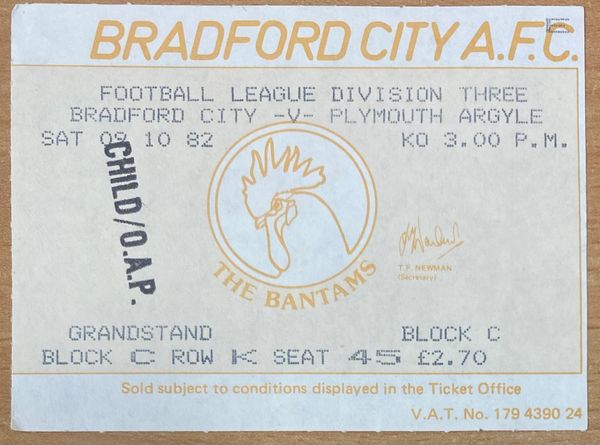 BRADFORD CITY A.F.C.
FOOTBALL LEAGUE DIVISION THREE
BRADFORD CITY -V- PLYMOUTH ARGYLE
SAT 09 10 82 KO 3.00 P.M.
CHILD/O.A.P.
THE BANTAMS
T.F. NEWMAN
(Secretary)
GRANDSTAND BLOCK C
BLOCK C ROW K SEAT 45 £2.70
Sold subject to conditions displayed in the Ticket Office
V.A.T. No. 179 4390 24